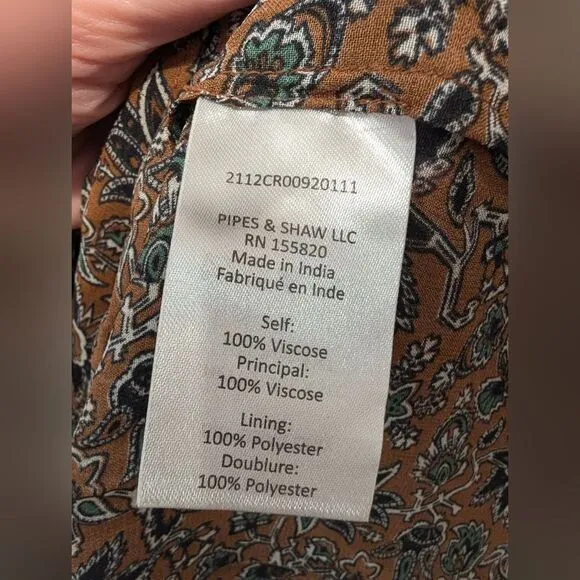 2112CR00920111
PIPES & SHAW LLC
RN 155820
Made in India
Fabriqué en Inde
Self:
100% Viscose
Principal:
100% Viscose
Lining:
100% Polyester
Doublure:
100% Polyester